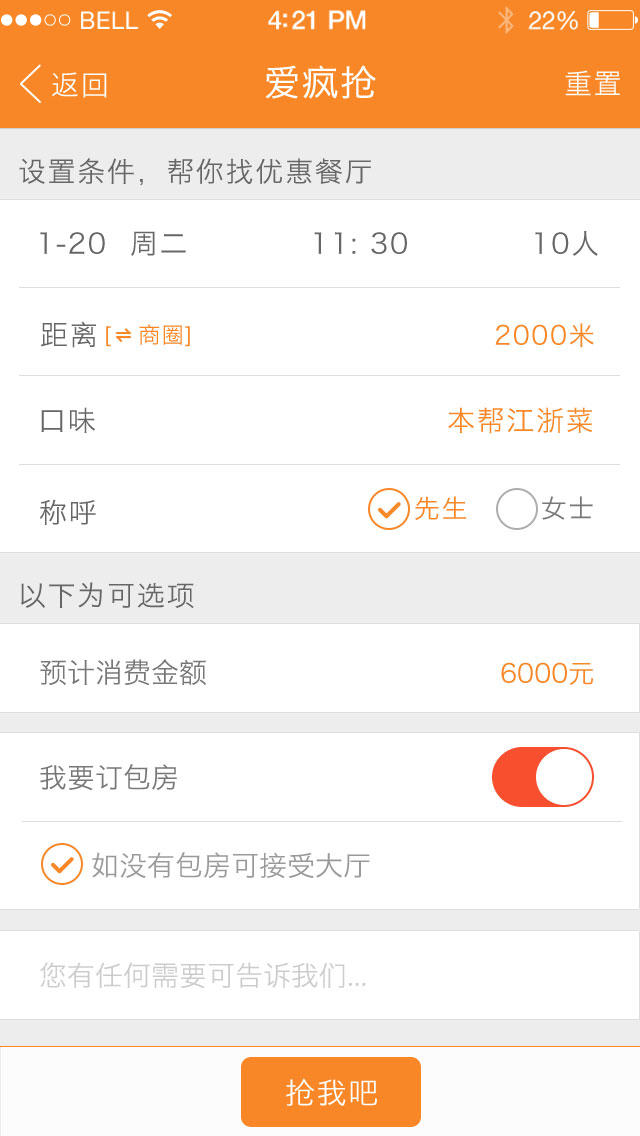 BELL 4:21 PM 22%
返回 爱疯抢 重置
设置条件，帮你找优惠餐厅
1-20 周二 11: 30 10人
距离 [⇌ 商圈] 2000米
口味 本帮江浙菜
称呼 先生 女士
以下为可选项
预计消费金额 6000元
我要订包房
如没有包房可接受大厅
您有任何需要可告诉我们...
抢我吧